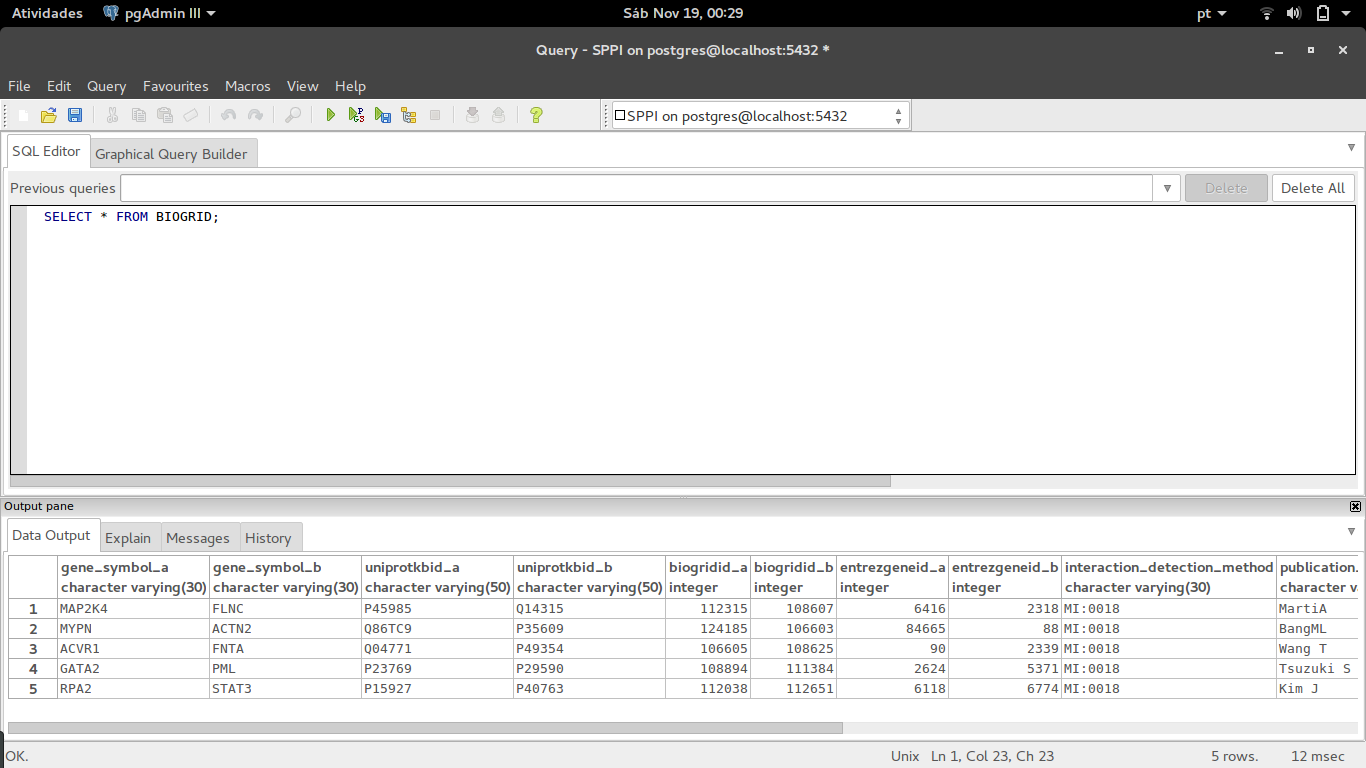 Atividades pgAdmin III Sáb Nov 19, 00:29 pt
Query - SPPI on postgres@localhost:5432 *
File Edit Query Favourites Macros View Help
SPPI on postgres@localhost:5432
SQL Editor Graphical Query Builder
Previous queries Delete Delete All
SELECT * FROM BIOGRID;
Output pane
Data Output Explain Messages History
gene_symbol_a gene_symbol_b uniprotkbid_a uniprotkbid_b biogridid_a biogridid_b entrezgeneid_a entrezgeneid_b interaction_detection_method publication_
character varying(30) character varying(30) character varying(50) character varying(50) integer integer integer integer character varying(30) character v
1 MAP2K4 FLNC P45985 Q14315 112315 108607 6416 2318 MI:0018 MartiA
2 MYPN ACTN2 Q86TC9 P35609 124185 106603 84665 88 MI:0018 BangML
3 ACVR1 FNTA Q04771 P49354 106605 108625 90 2339 MI:0018 Wang T
4 GATA2 PML P23769 P29590 108894 111384 2624 5371 MI:0018 Tsuzuki S
5 RPA2 STAT3 P15927 P40763 112038 112651 6118 6774 MI:0018 Kim J
OK. Unix Ln 1, Col 23, Ch 23 5 rows. 12 msec